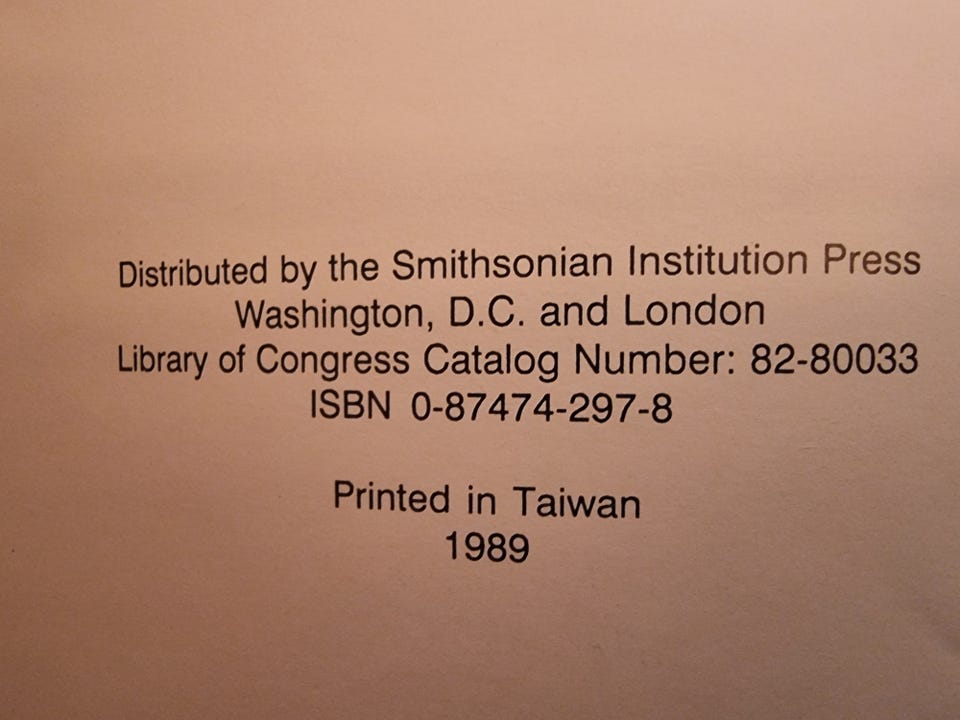 Distributed by the Smithsonian Institution Press
Washington, D.C. and London
Library of Congress Catalog Number: 82-80033
ISBN 0-87474-297-8
Printed in Taiwan
1989